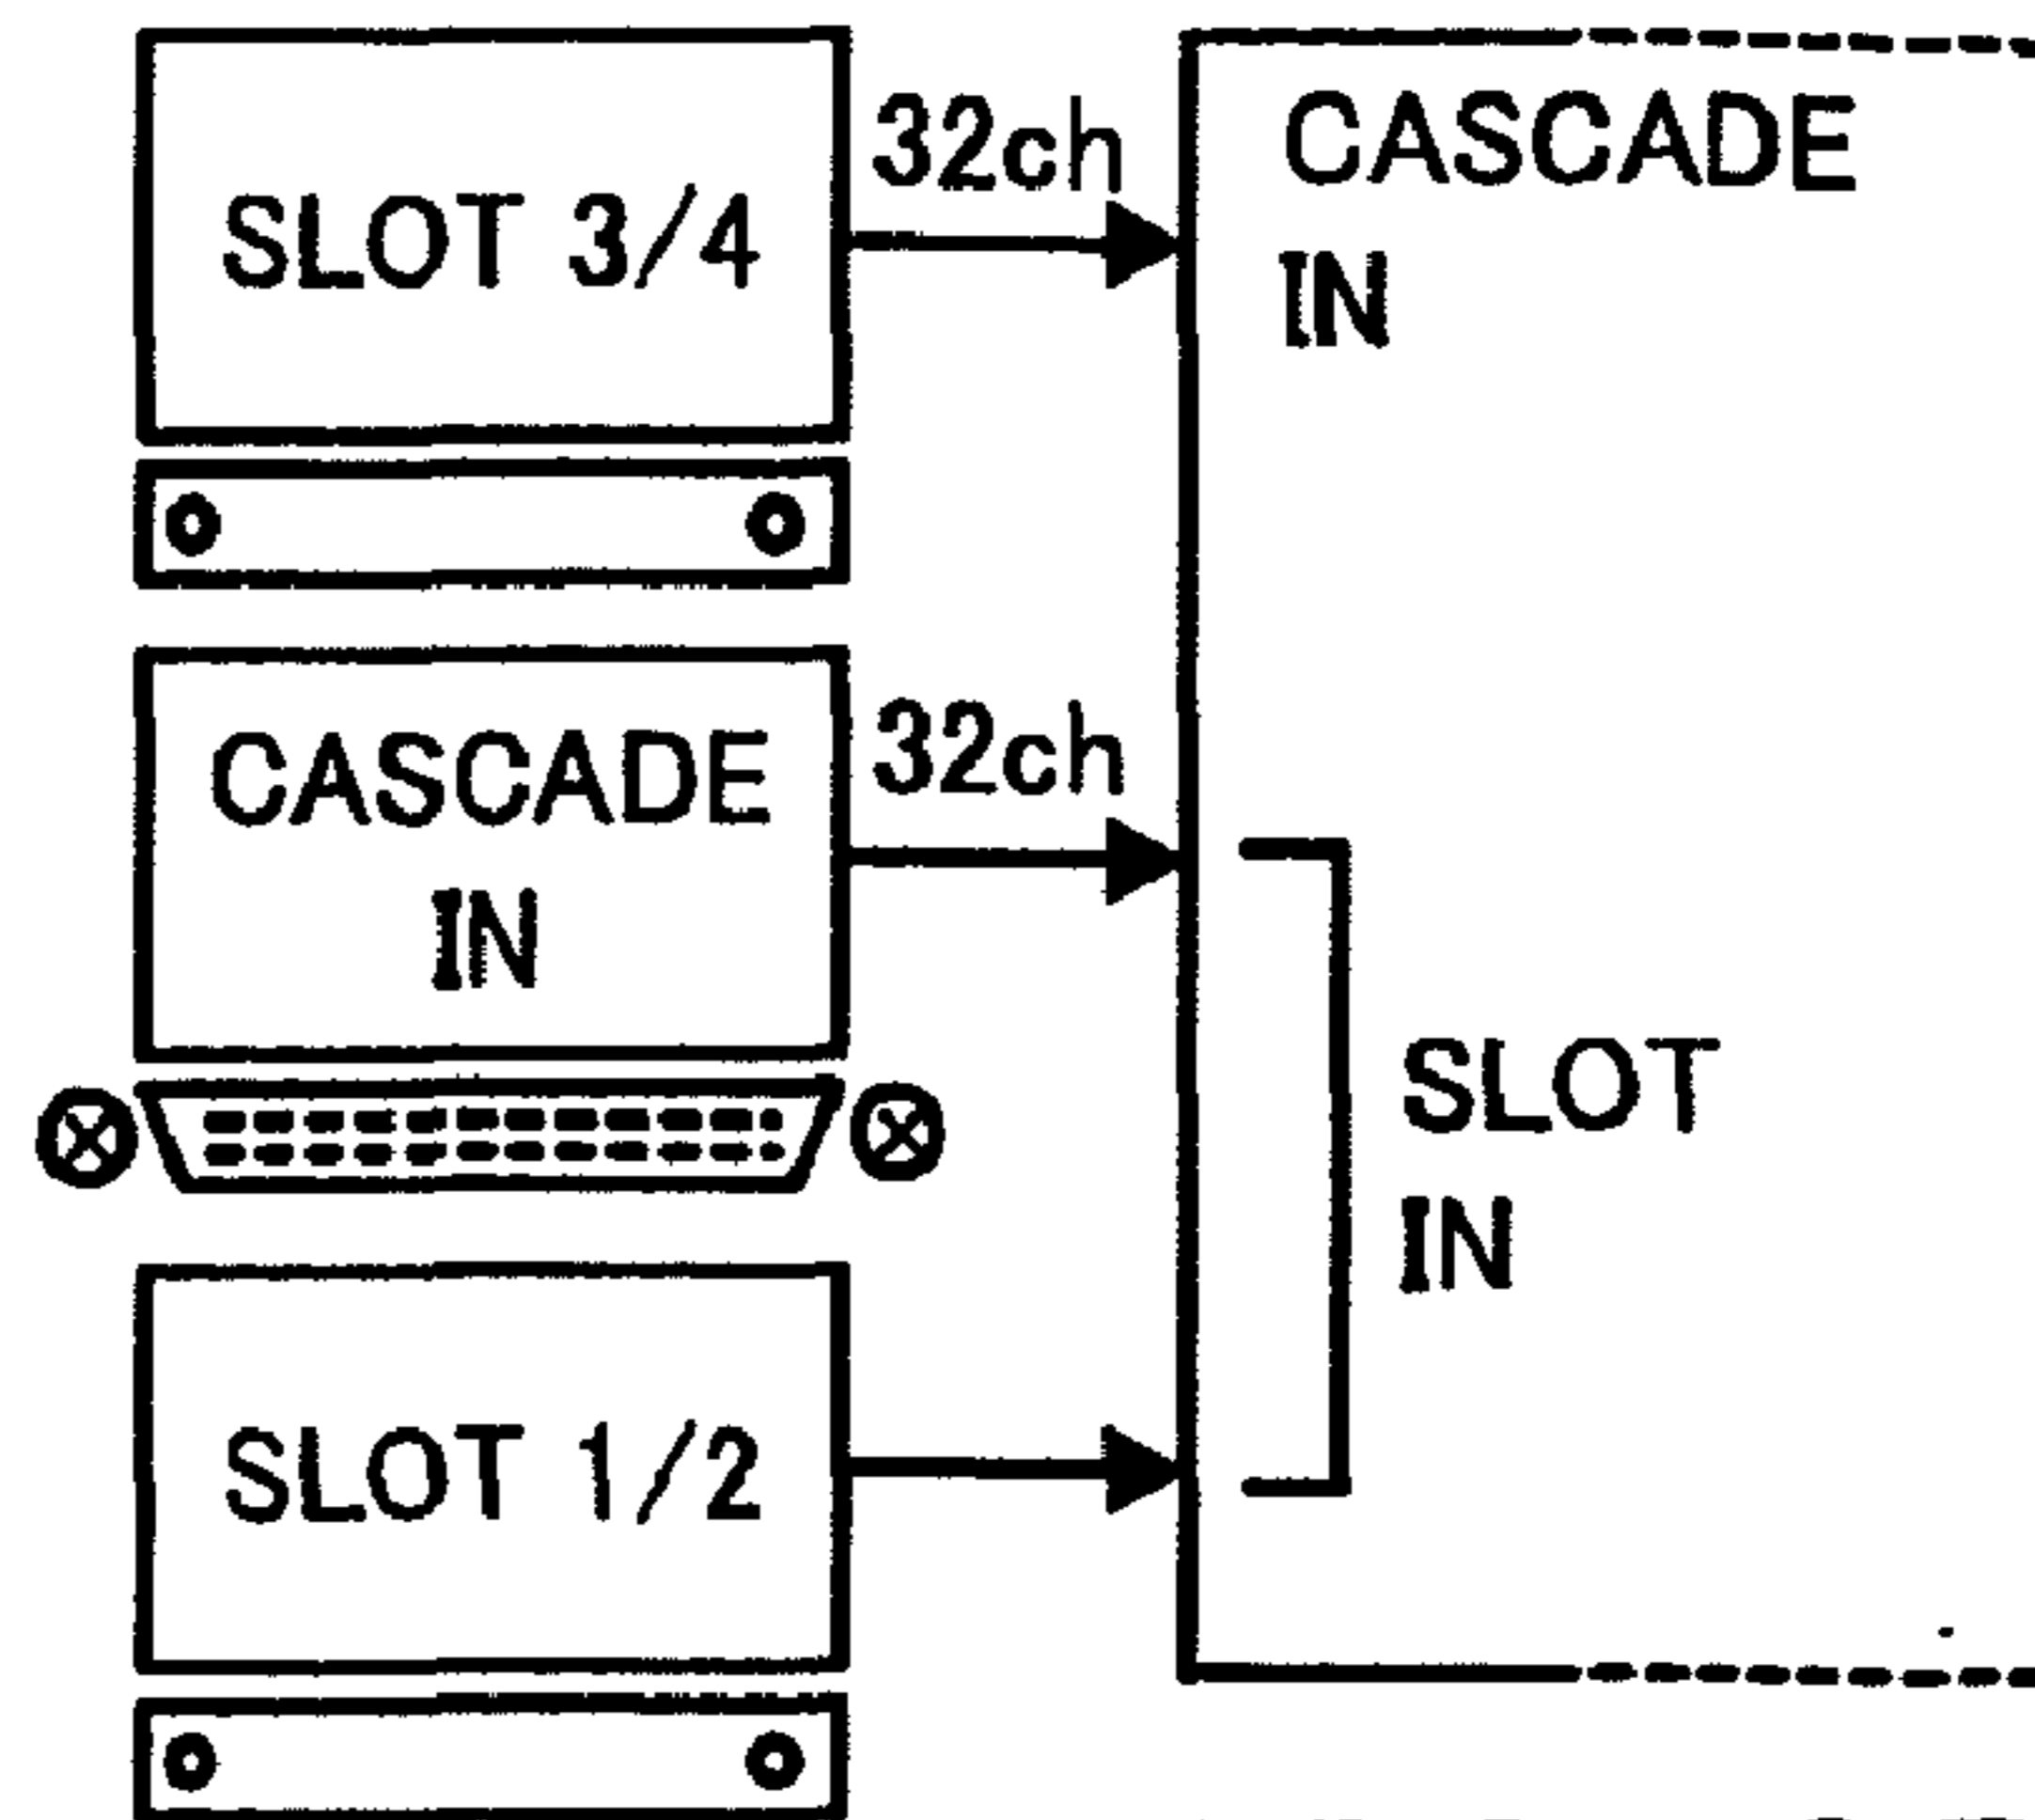 SLOT 3/4
32ch
CASCADE
IN
CASCADE
IN
32ch
SLOT
IN
SLOT 1/2